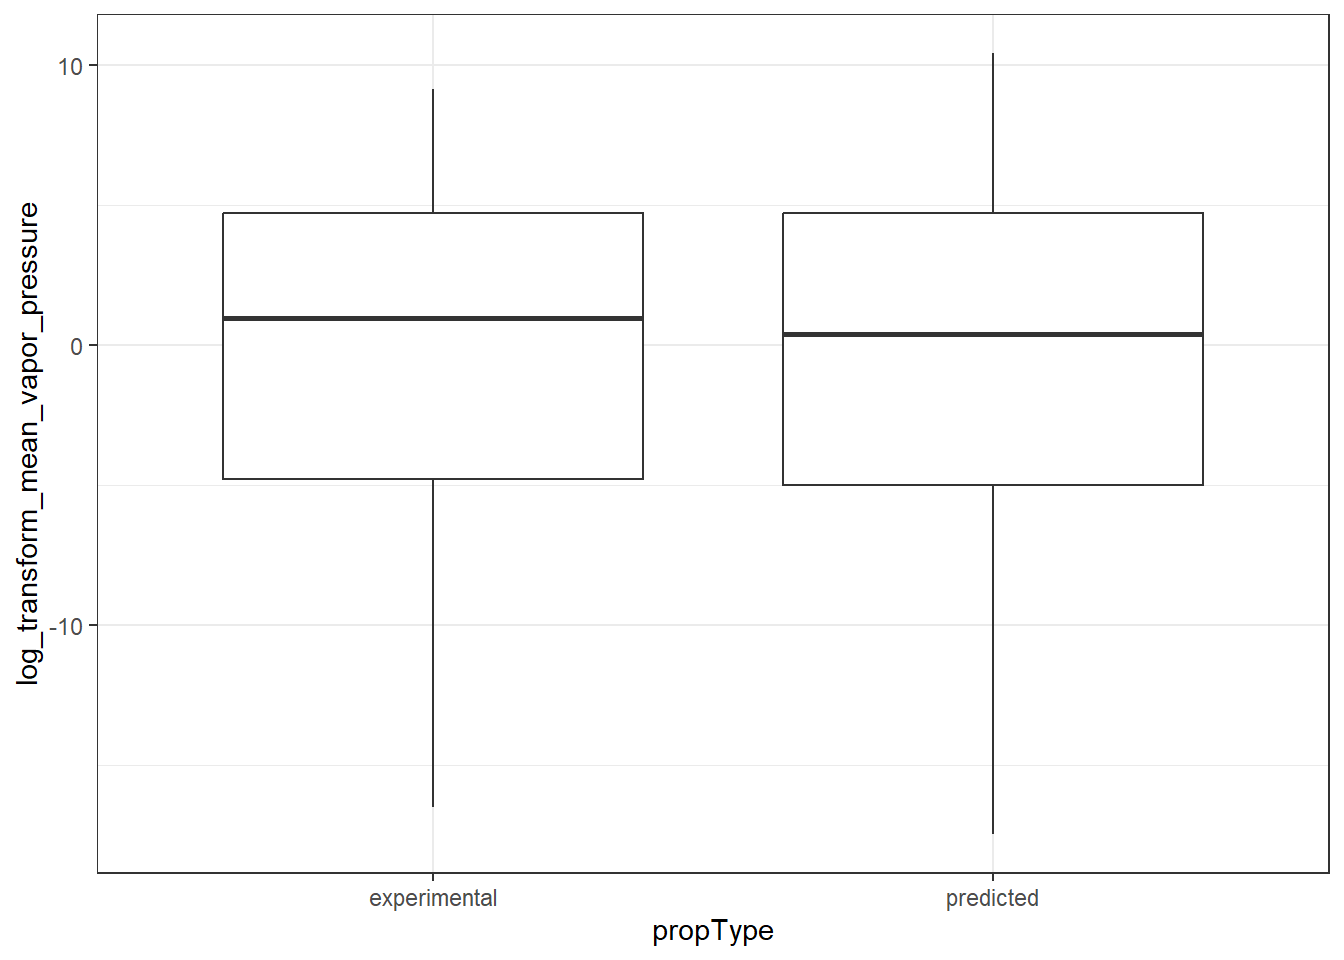 log_transform_mean_vapor_pressure
10
0
-10
experimental
predicted
propType